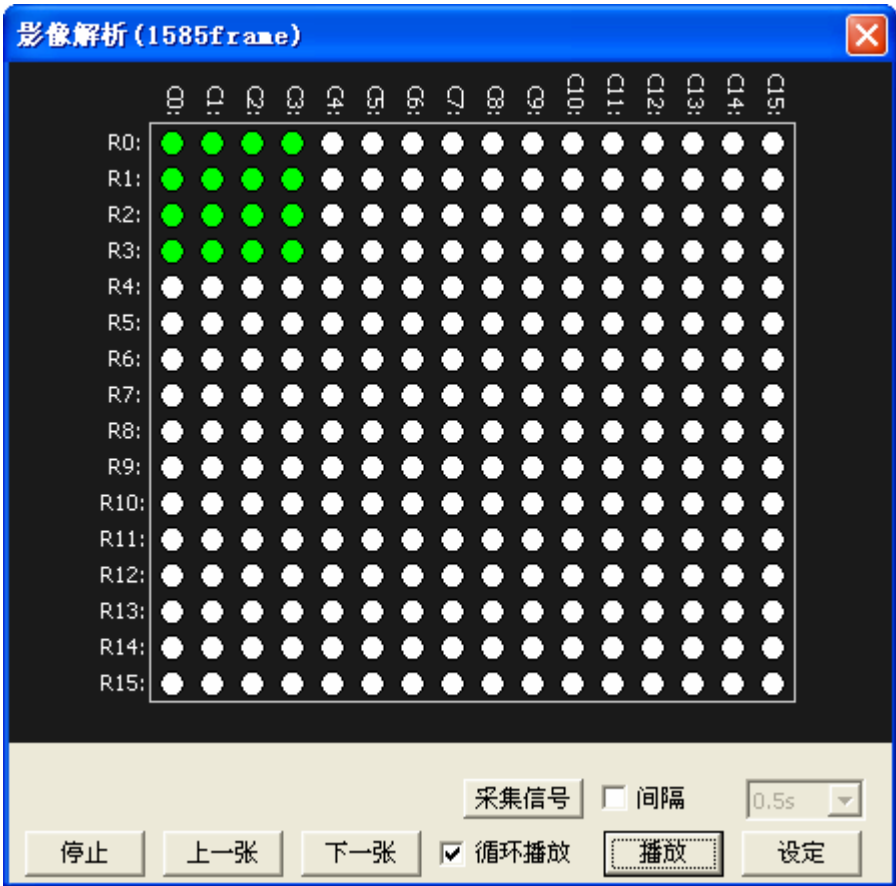 影像解析(1585frame)
C0: C1: C2: C3: C4: C5: C6: C7: C8: C9: C10: C11: C12: C13: C14: C15:
R0:
R1:
R2:
R3:
R4:
R5:
R6:
R7:
R8:
R9:
R10:
R11:
R12:
R13:
R14:
R15:
采集信号 间隔 0.5s
停止 上一张 下一张 循环播放 播放 设定